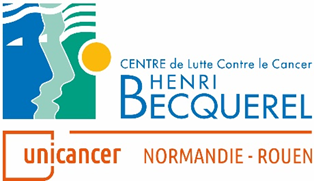 CENTRE de Lutte Contre le Cancer
HENRI
BECQUEREL
unicancer NORMANDIE - ROUEN